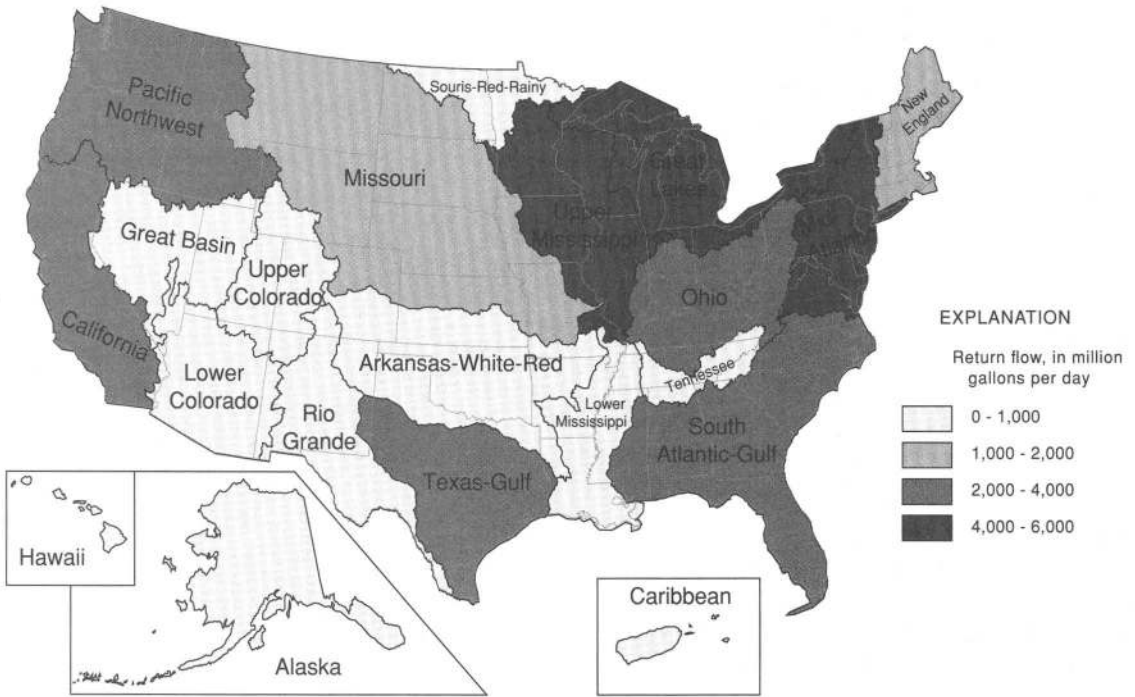 Pacific
Northwest
Souris-Red-Rainy
New
England
Missouri
Great
Lakes
Upper
Mississippi
Mid
Atlantic
Great Basin
Upper
Colorado
Ohio
California
Lower
Colorado
Arkansas-White-Red
Tennessee
Rio
Grande
Lower
Mississippi
South
Atlantic-Gulf
Texas-Gulf
Hawaii
Alaska
Caribbean
EXPLANATION
Return flow, in million
gallons per day
0 - 1,000
1,000 - 2,000
2,000 - 4,000
4,000 - 6,000